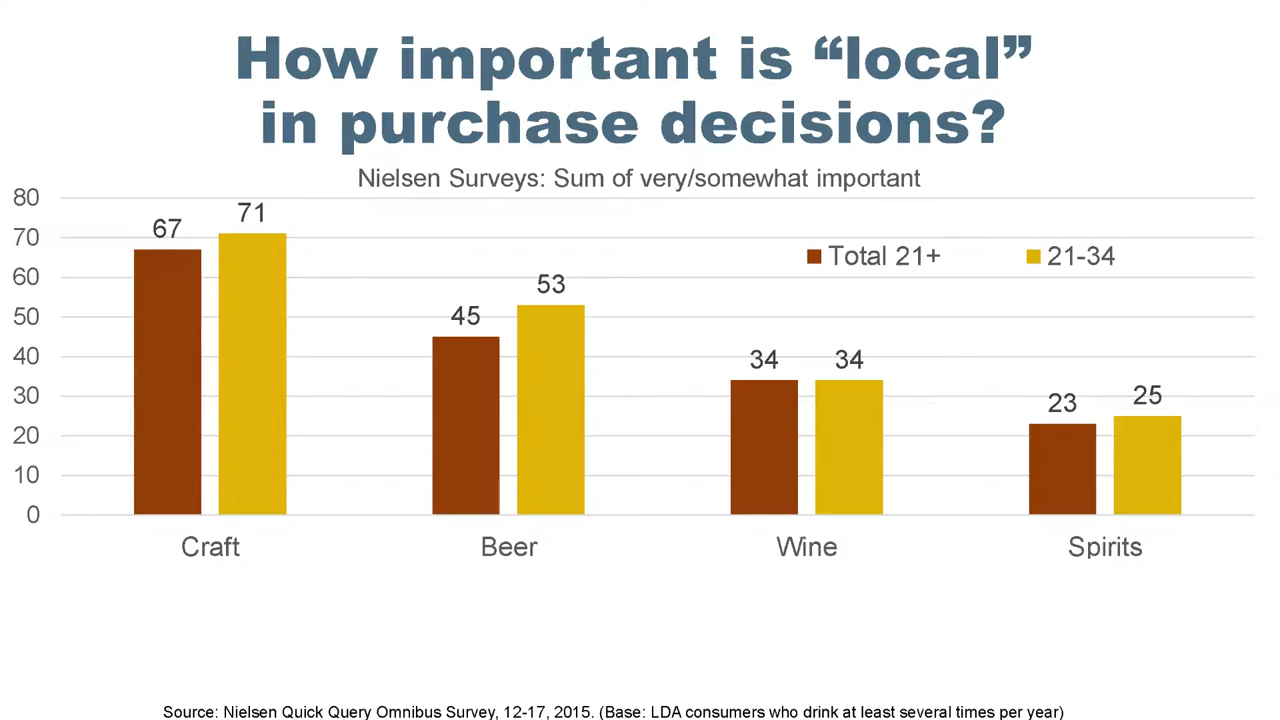 How important is “local”
in purchase decisions?
Nielsen Surveys: Sum of very/somewhat important
80
70
60
50
40
30
20
10
0
67
71
45
53
34
34
23
25
Total 21+
21-34
Craft
Beer
Wine
Spirits
Source: Nielsen Quick Query Omnibus Survey, 12-17, 2015. (Base: LDA consumers who drink at least several times per year)